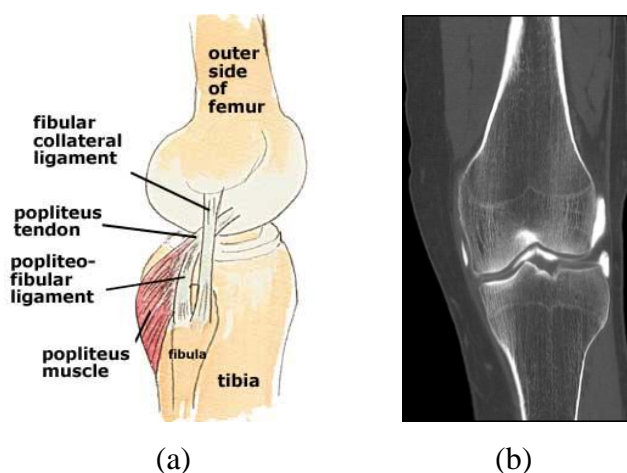 outer
side
of
femur
fibular
collateral
ligament
popliteus
tendon
popliteo-
fibular
ligament
popliteus
muscle
fibula
tibia
(a)
(b)